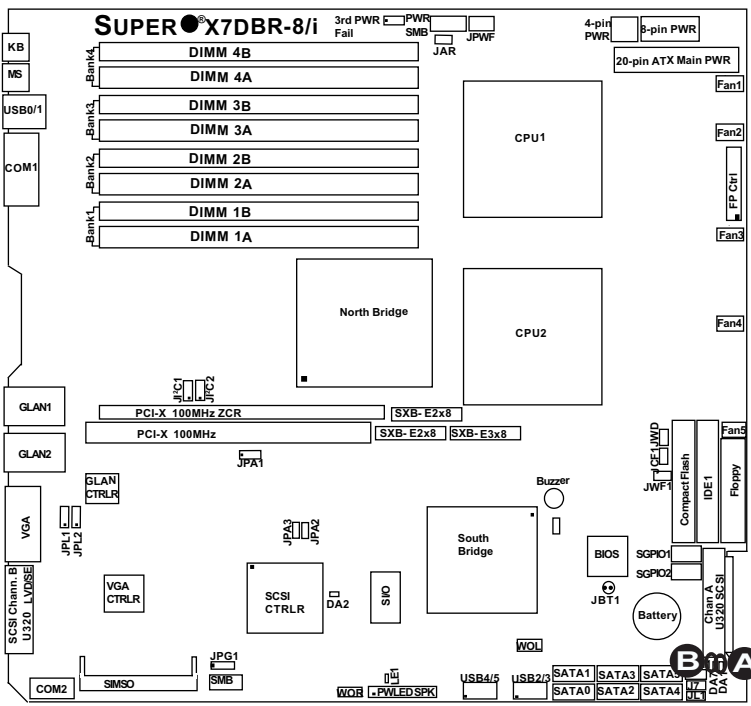 SUPER ® X7DBR-8/i
3rd PWR Fail
PWR SMB
JPWF
JAR
4-pin PWR
8-pin PWR
20-pin ATX Main PWR
KB
MS
USB0/1
COM1
Bank4
DIMM 4B
DIMM 4A
Bank3
DIMM 3B
DIMM 3A
Bank2
DIMM 2B
DIMM 2A
Bank1
DIMM 1B
DIMM 1A
CPU1
Fan1
Fan2
FP Ctrl
Fan3
North Bridge
CPU2
Fan4
JI²C1
JI²C2
GLAN1
PCI-X 100MHz ZCR
SXB- E2x8
PCI-X 100MHz
SXB- E2x8
SXB- E3x8
JPA1
GLAN2
JWD
JCF1
JWF1
Compact Flash
IDE1
Fan5
Floppy
GLAN CTRLR
Buzzer
VGA
JPL1
JPL2
JPA3
JPA2
South Bridge
BIOS
SGPIO1
SGPIO2
SCSI Chann. B
U320 LVD/SE
VGA CTRLR
SCSI CTRLR
DA2
SI/O
JBT1
Battery
Chan A
U320 SCSI
WOL
JPG1
SMB
SIMSO
COM2
LE1
WOR
PWLED
SPK
USB4/5
USB2/3
SATA1
SATA3
SATA0
SATA2
SATA4
J7
JL1
B
A